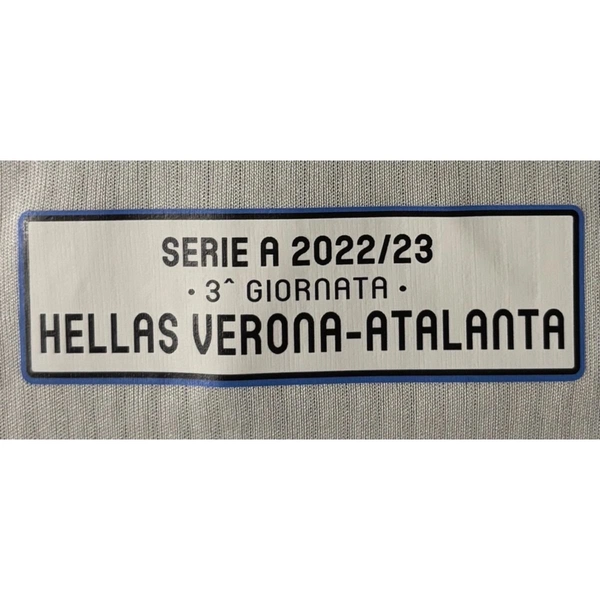 SERIE A 2022/23
• 3^ GIORNATA •
HELLAS VERONA-ATALANTA